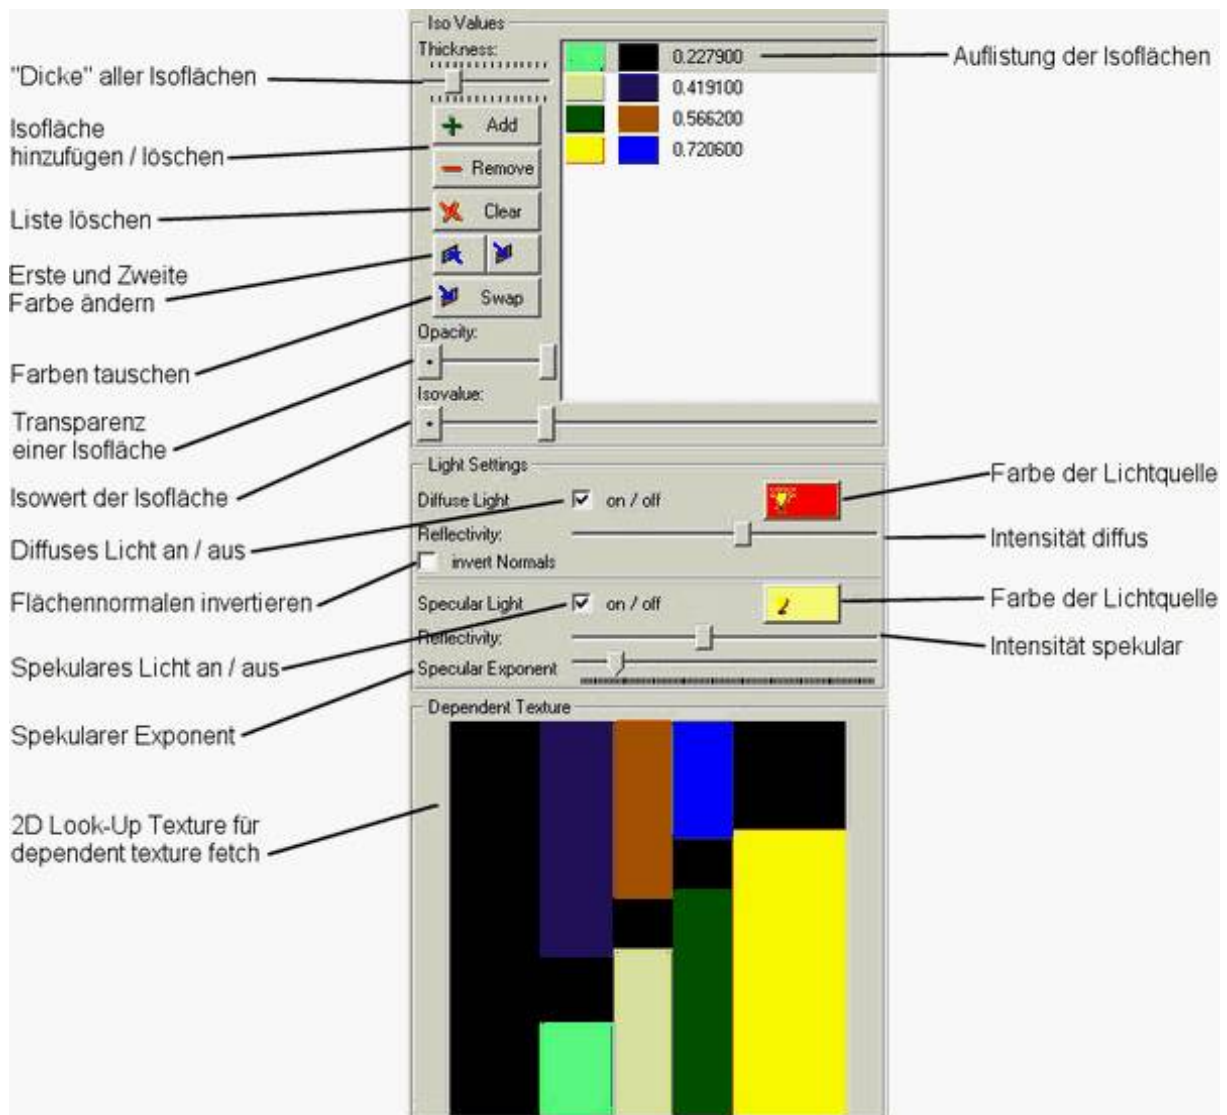 Iso Values
Thickness:
0.227900
0.419100
0.566200
0.720600
Add
Remove
Clear
Swap
Opacity:
Isovalue:
"Dicke" aller Isoflächen
Isofläche
hinzufügen / löschen
Liste löschen
Erste und Zweite
Farbe ändern
Farben tauschen
Transparenz
einer Isofläche
Isowert der Isofläche
Auflistung der Isoflächen
Light Settings
Diffuse Light
on / off
Reflectivity:
invert Normals
Specular Light
on / off
Reflectivity:
Specular Exponent
Diffuses Licht an / aus
Flächennormalen invertieren
Spekulares Licht an / aus
Spekularer Exponent
Farbe der Lichtquelle
Intensität diffus
Farbe der Lichtquelle
Intensität spekular
Dependent Texture
2D Look-Up Texture für
dependent texture fetch